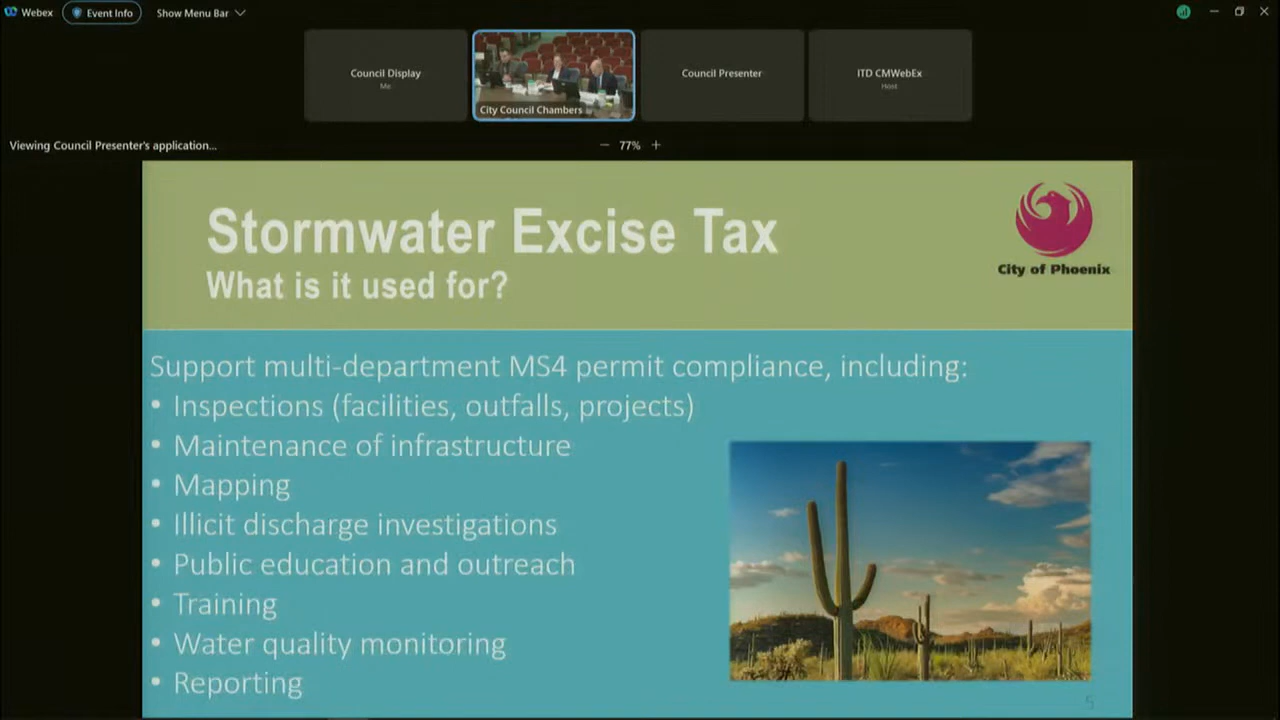 Webex
Event Info
Show Menu Bar
Council Display
Me
City Council Chambers
Council Presenter
ITD CMWebEx
Host
Viewing Council Presenter's application...
77%
Stormwater Excise Tax
What is it used for?
City of Phoenix
Support multi-department MS4 permit compliance, including:
• Inspections (facilities, outfalls, projects)
• Maintenance of infrastructure
• Mapping
• Illicit discharge investigations
• Public education and outreach
• Training
• Water quality monitoring
• Reporting
5